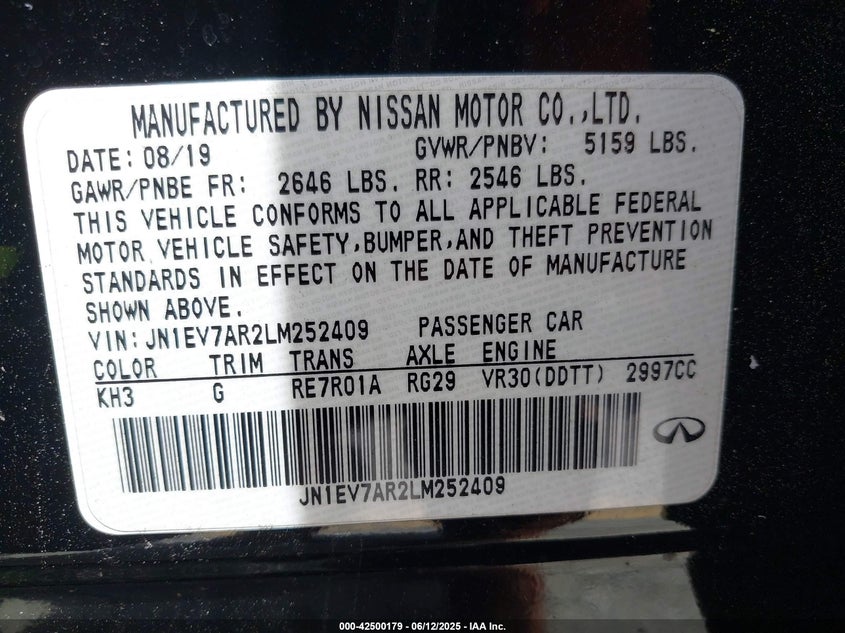 MANUFACTURED BY NISSAN MOTOR CO.,LTD.
DATE: 08/19 GVWR/PNBV: 5159 LBS.
GAWR/PNBE FR: 2646 LBS. RR: 2546 LBS.
THIS VEHICLE CONFORMS TO ALL APPLICABLE FEDERAL
MOTOR VEHICLE SAFETY,BUMPER,AND THEFT PREVENTION
STANDARDS IN EFFECT ON THE DATE OF MANUFACTURE
SHOWN ABOVE.
VIN: JN1EV7AR2LM252409 PASSENGER CAR
COLOR TRIM TRANS AXLE ENGINE
KH3 G RE7R01A RG29 VR30(DDTT) 2997CC
JN1EV7AR2LM252409
000-42500179 - 06/12/2025 - IAA Inc.